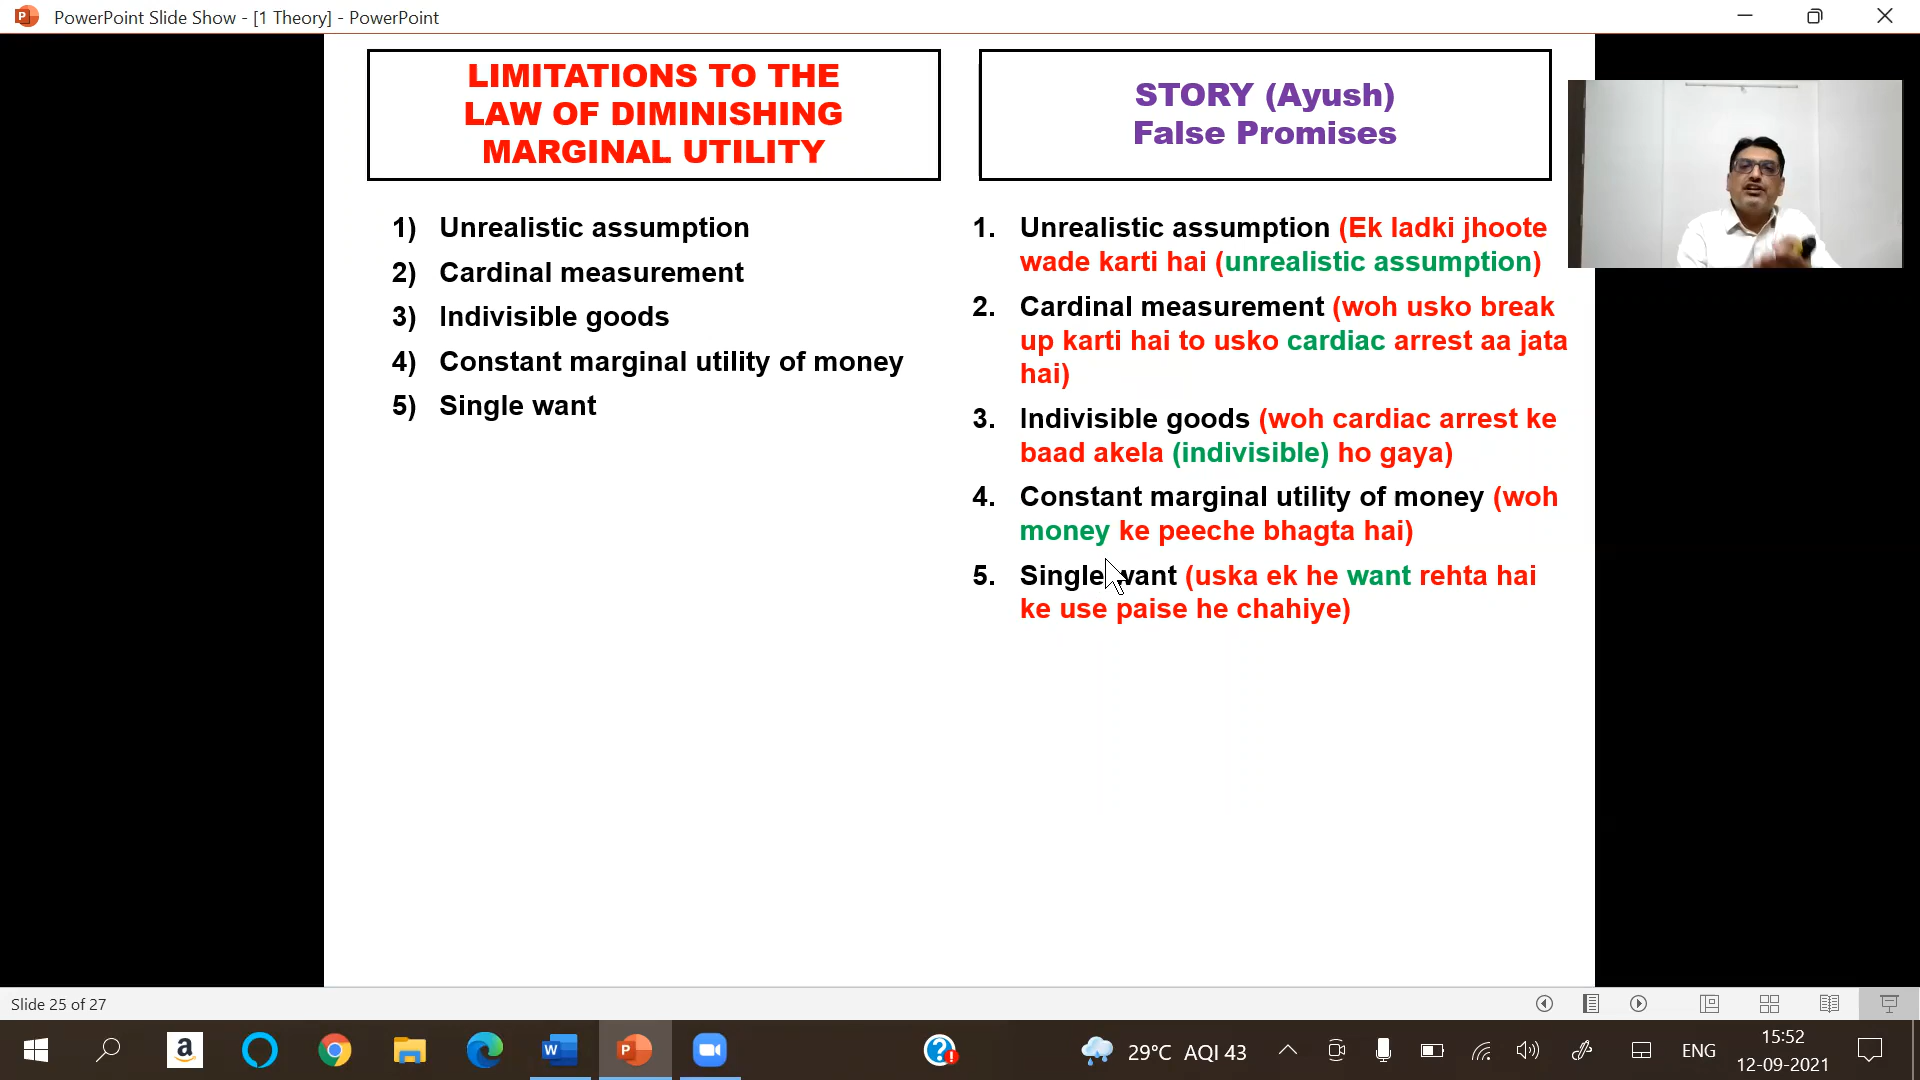 PowerPoint Slide Show - [1 Theory] - PowerPoint
LIMITATIONS TO THE
LAW OF DIMINISHING
MARGINAL UTILITY
1) Unrealistic assumption
2) Cardinal measurement
3) Indivisible goods
4) Constant marginal utility of money
5) Single want
STORY (Ayush)
False Promises
1. Unrealistic assumption (Ek ladki jhoote
wade karti hai (unrealistic assumption)
2. Cardinal measurement (woh usko break
up karti hai to usko cardiac arrest aa jata
hai)
3. Indivisible goods (woh cardiac arrest ke
baad akela (indivisible) ho gaya)
4. Constant marginal utility of money (woh
money ke peeche bhagta hai)
5. Single want (uska ek he want rehta hai
ke use paise he chahiye)
Slide 25 of 27
29°C AQI 43
ENG
15:52
12-09-2021